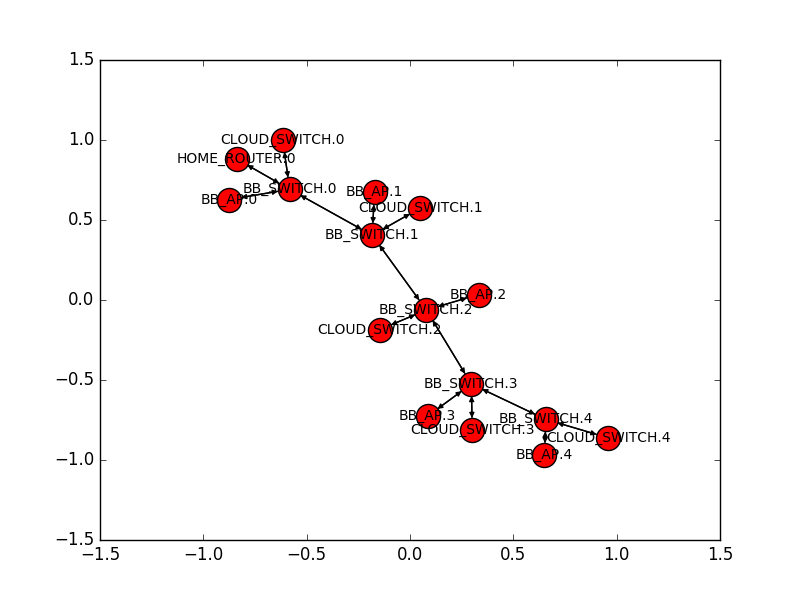 1.5
1.0
0.5
0.0
−0.5
−1.0
−1.5
CLOUD_SWITCH.0
HOME_ROUTER.0
BB_SWITCH.0
BB_AP.0
BB_AP.1
CLOUD_SWITCH.1
BB_SWITCH.1
BB_AP.2
BB_SWITCH.2
CLOUD_SWITCH.2
BB_SWITCH.3
BB_AP.3
BB_SWITCH.4
CLOUD_SWITCH.3
CLOUD_SWITCH.4
BB_AP.4
−1.5 −1.0 −0.5 0.0 0.5 1.0 1.5